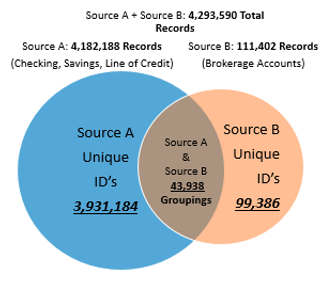 Source A + Source B: 4,293,590 Total
Records
Source A: 4,182,188 Records
(Checking, Savings, Line of Credit)
Source B: 111,402 Records
(Brokerage Accounts)
Source A
Unique
ID's
3,931,184
Source A
&
Source B
43,938
Groupings
Source B
Unique
ID's
99,386